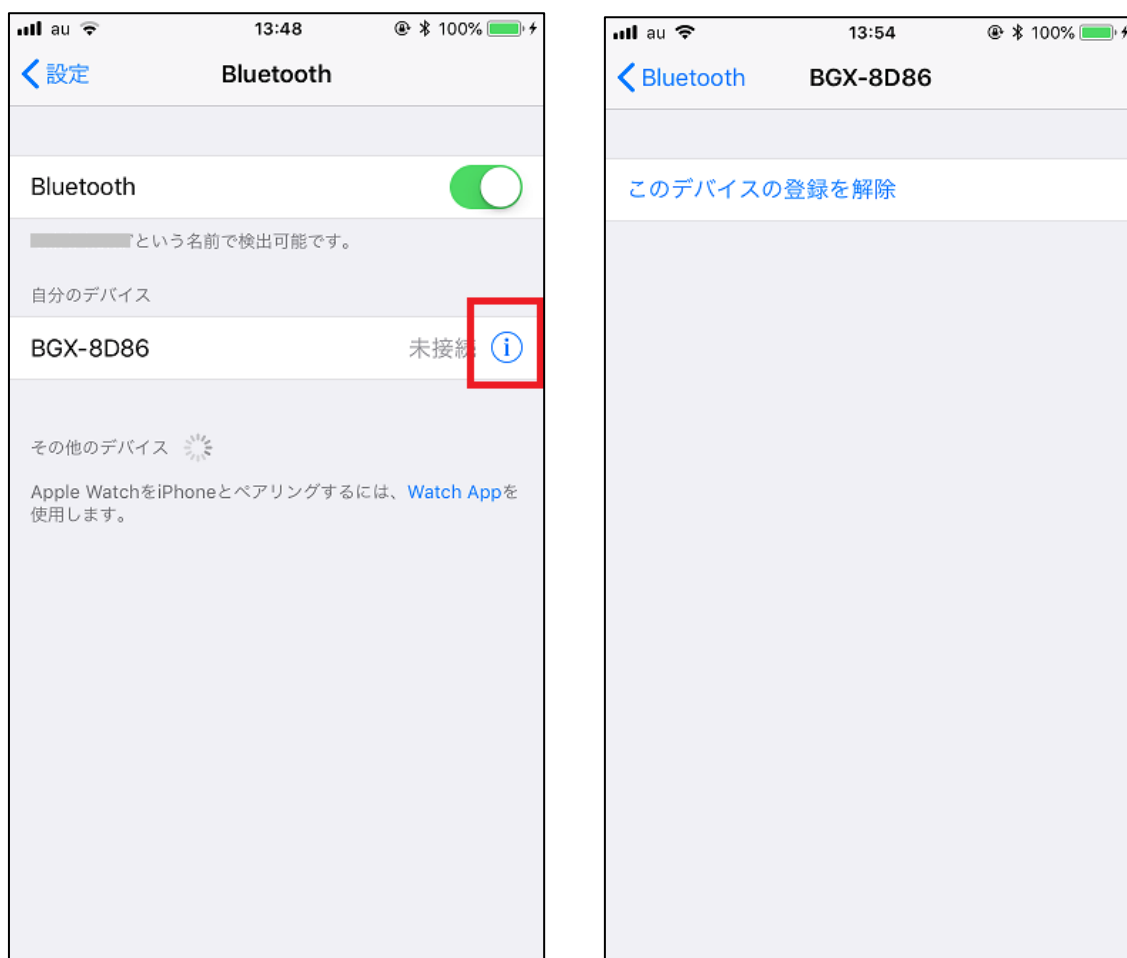 au 13:48 100%
設定 Bluetooth
Bluetooth
という名前で検出可能です。
自分のデバイス
BGX-8D86 未接続
その他のデバイス
Apple WatchをiPhoneとペアリングするには、Watch Appを
使用します。
au 13:54 100%
Bluetooth BGX-8D86
このデバイスの登録を解除